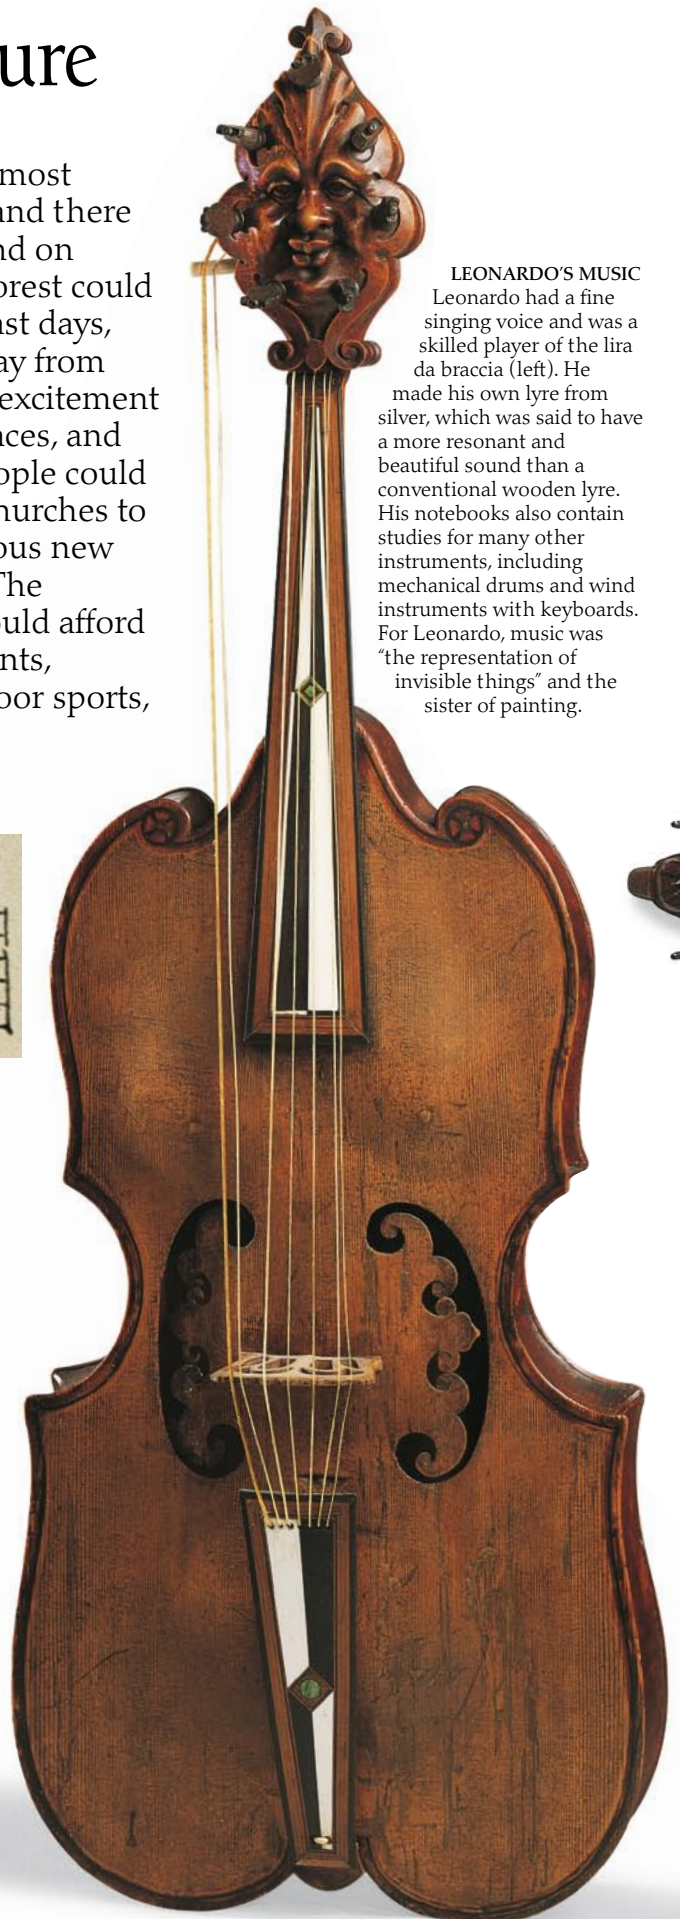 ure
most
and there
nd on
orest could
ast days,
ay from
excitement
nces, and
ople could
hurches to
ous new
The
ould afford
nts,
oor sports,
LEONARDO’S MUSIC
Leonardo had a fine
singing voice and was a
skilled player of the lira
da braccia (left). He
made his own lyre from
silver, which was said to have
a more resonant and
beautiful sound than a
conventional wooden lyre.
His notebooks also contain
studies for many other
instruments, including
mechanical drums and wind
instruments with keyboards.
For Leonardo, music was
“the representation of
invisible things” and the
sister of painting.